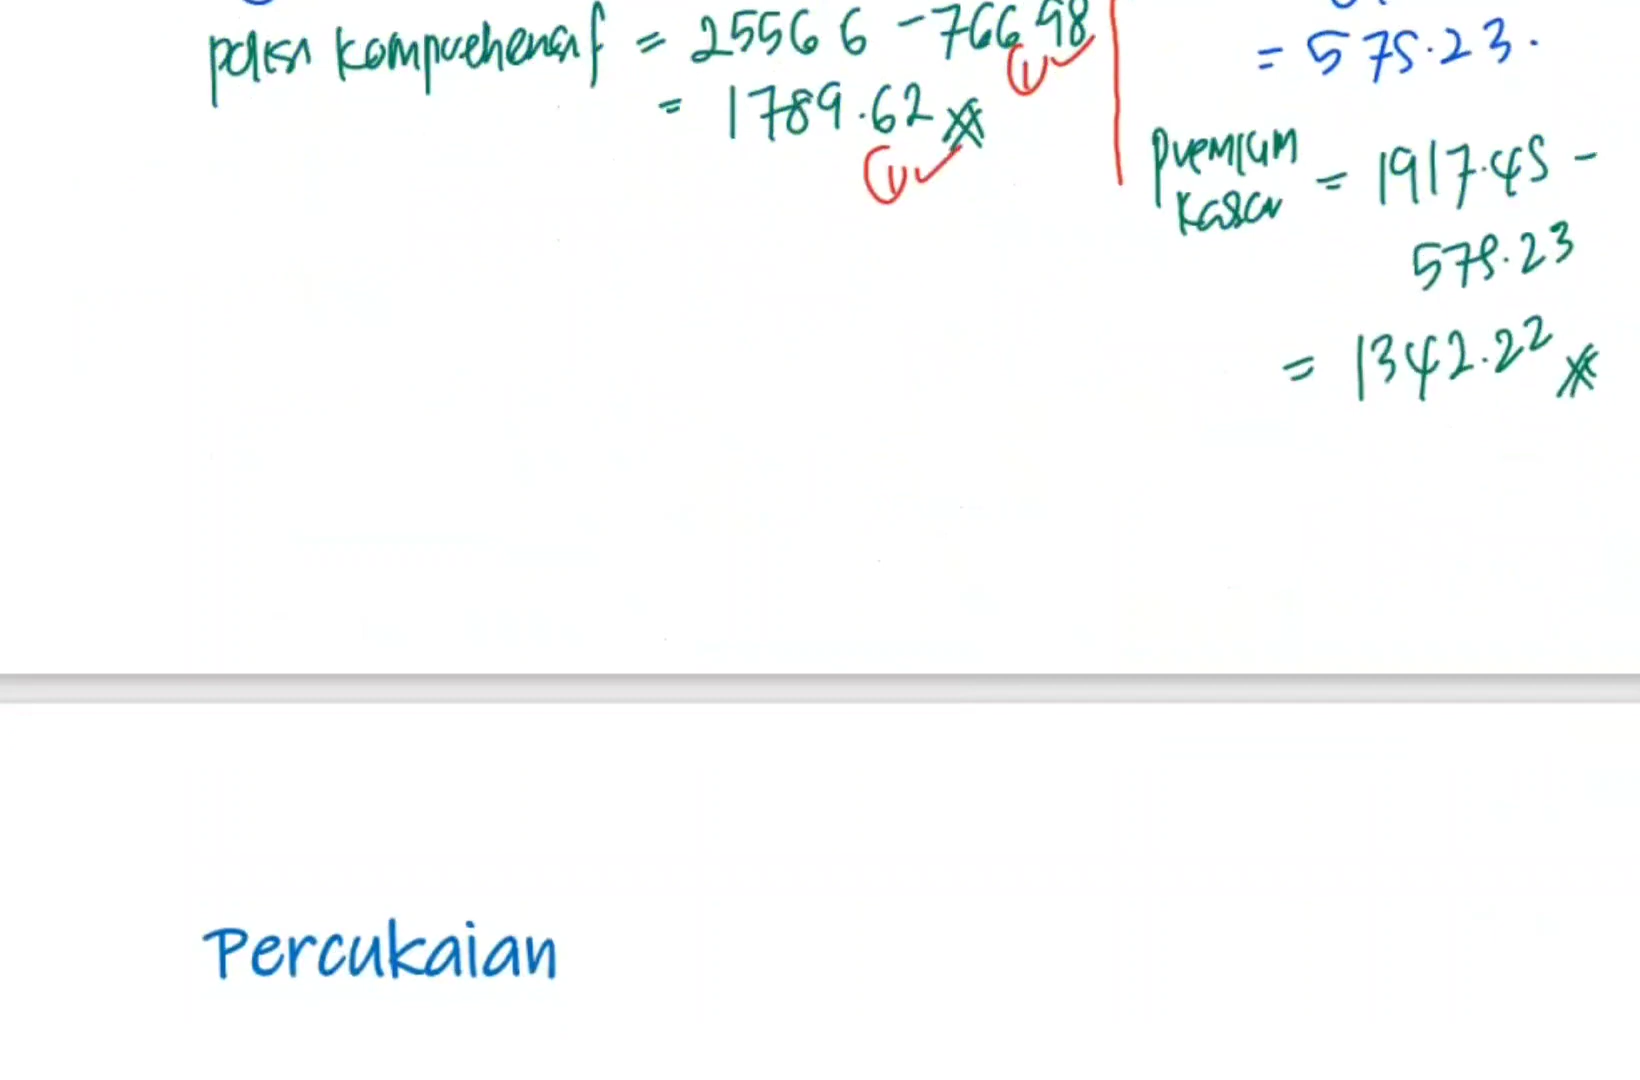 polisi komprehensif = 2556 6 - 766.98
= 1789.62
= 575.23.
Premium kasar = 1917.45 -
575.23
= 1342.22
Percukaian